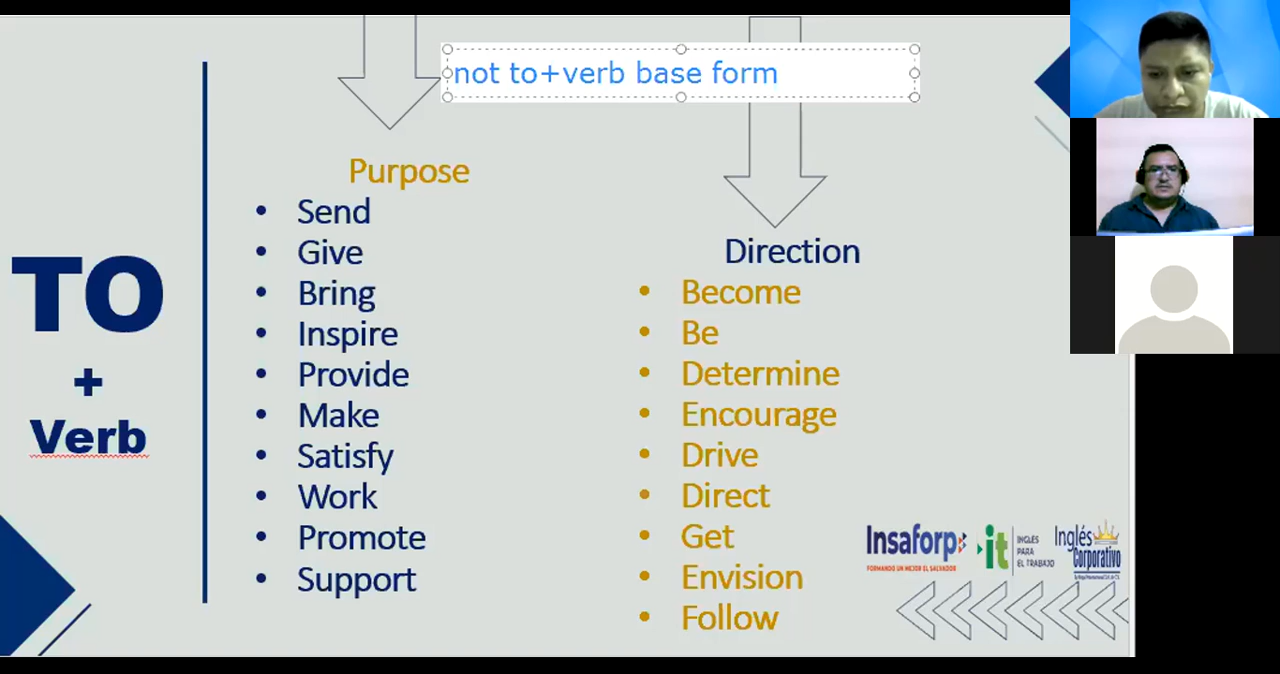 not to+verb base form
TO
+
Verb
Purpose
• Send
• Give
• Bring
• Inspire
• Provide
• Make
• Satisfy
• Work
• Promote
• Support
Direction
• Become
• Be
• Determine
• Encourage
• Drive
• Direct
• Get
• Envision
• Follow
Insaforp
FORMANDO UN MEJOR EL SALVADOR
it
INGLÉS
PARA
EL TRABAJO
Inglés
Corporativo